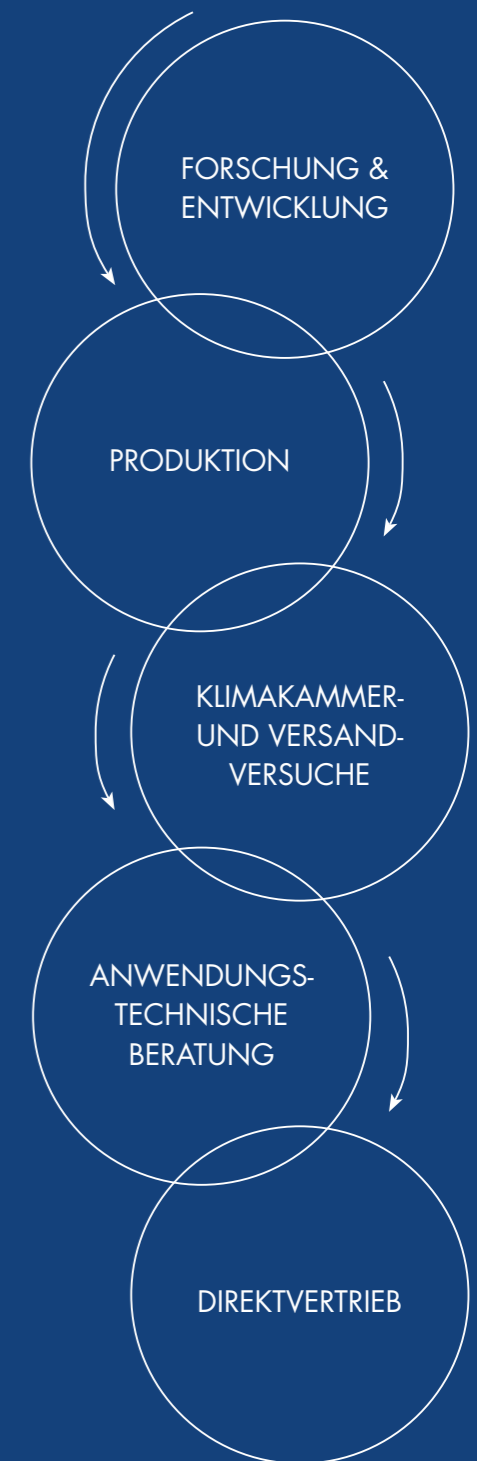 FORSCHUNG &
ENTWICKLUNG
PRODUKTION
KLIMAKAMMER-
UND VERSAND-
VERSUCHE
ANWENDUNGS-
TECHNISCHE
BERATUNG
DIREKTVERTRIEB